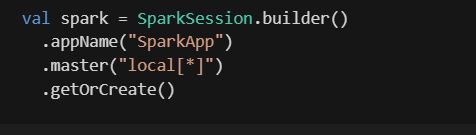 val spark = SparkSession.builder()
  .appName("SparkApp")
  .master("local[*]")
  .getOrCreate()